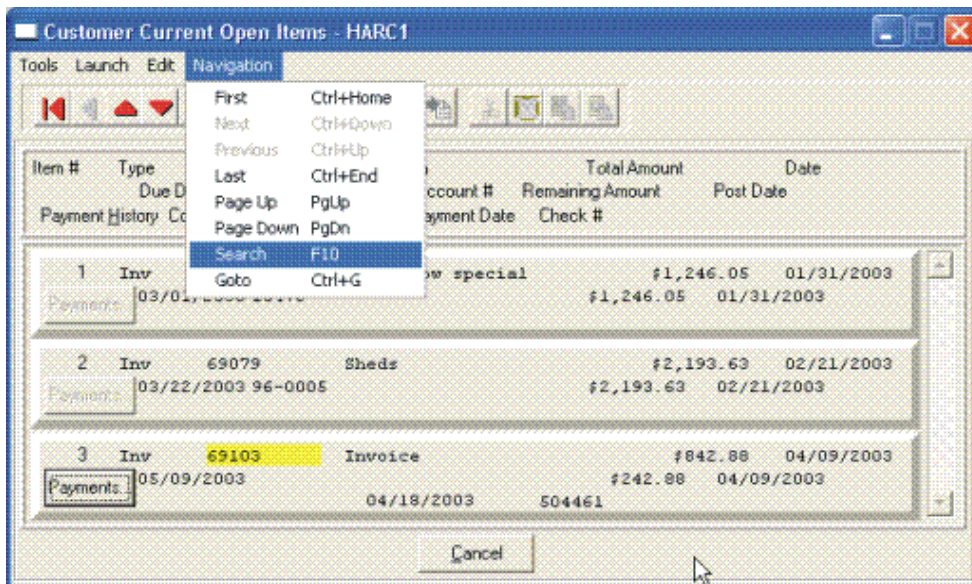 Customer Current Open Items - HARC1
Tools Launch Edit Navigation
First Ctrl+Home
Next Ctrl+Down
Previous Ctrl+Up
Last Ctrl+End
Page Up PgUp
Page Down PgDn
Search F10
Goto Ctrl+G
Item # Type Total Amount Date
Due D ccount # Remaining Amount Post Date
Payment History Co ayment Date Check #
1 Inv ow special $1,246.05 01/31/2003
Payments. $1,246.05 01/31/2003
2 Inv 69079 Sheds $2,193.63 02/21/2003
Payments. 03/22/2003 96-0005 $2,193.63 02/21/2003
3 Inv 69103 Invoice $842.88 04/09/2003
Payments. 05/09/2003 $242.88 04/09/2003
04/18/2003 504461
Cancel